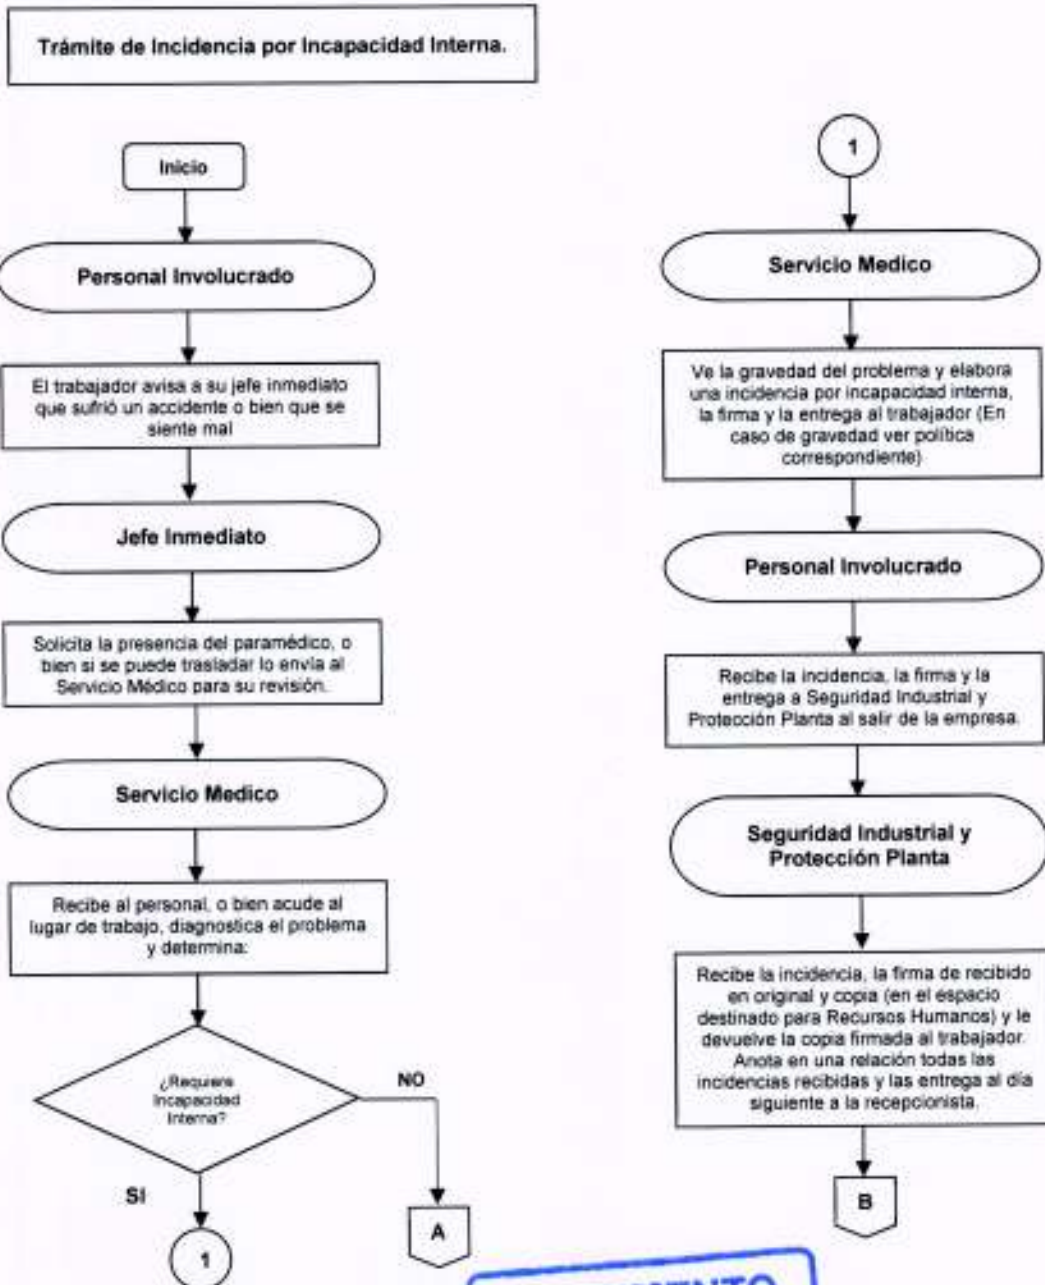 Trámite de Incidencia por Incapacidad Interna.
Inicio
Personal Involucrado
El trabajador avisa a su jefe inmediato
que sufrió un accidente o bien que se
siente mal
Jefe Inmediato
Solicita la presencia del paramédico, o
bien si se puede trasladar lo envía al
Servicio Médico para su revisión.
Servicio Medico
Recibe al personal, o bien acude al
lugar de trabajo, diagnostica el problema
y determina:
¿Requiere
Incapacidad
Interna?
NO
SI
1
A
1
Servicio Medico
Ve la gravedad del problema y elabora
una incidencia por incapacidad interna,
la firma y la entrega al trabajador (En
caso de gravedad ver política
correspondiente)
Personal Involucrado
Recibe la incidencia, la firma y la
entrega a Seguridad Industrial y
Protección Planta al salir de la empresa.
Seguridad Industrial y
Protección Planta
Recibe la incidencia, la firma de recibido
en original y copia (en el espacio
destinado para Recursos Humanos) y le
devuelve la copia firmada al trabajador.
Anota en una relación todas las
incidencias recibidas y las entrega al día
siguiente a la recepcionista.
B